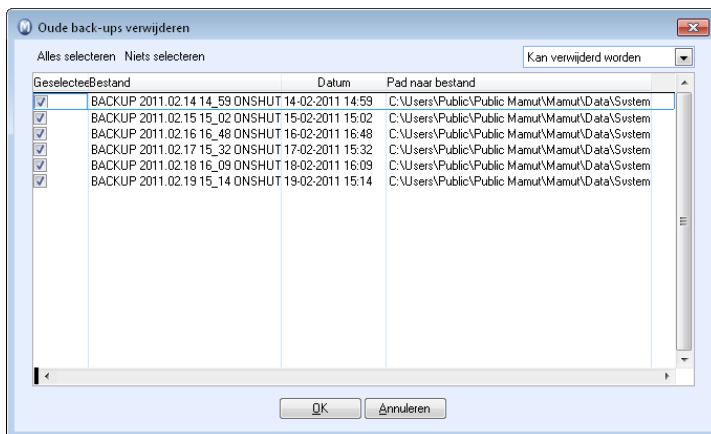 Oude back-ups verwijderen
Alles selecteren Niets selecteren Kan verwijderd worden
GeselecteeBestand Datum Pad naar bestand
BACKUP 2011.02.14 14_59 ONSHUT 14-02-2011 14:59 C:\Users\Public\Public Mamut\Mamut\Data\System
BACKUP 2011.02.15 15_02 ONSHUT 15-02-2011 15:02 C:\Users\Public\Public Mamut\Mamut\Data\System
BACKUP 2011.02.16 16_48 ONSHUT 16-02-2011 16:48 C:\Users\Public\Public Mamut\Mamut\Data\System
BACKUP 2011.02.17 15_32 ONSHUT 17-02-2011 15:32 C:\Users\Public\Public Mamut\Mamut\Data\System
BACKUP 2011.02.18 16_09 ONSHUT 18-02-2011 16:09 C:\Users\Public\Public Mamut\Mamut\Data\System
BACKUP 2011.02.19 15_14 ONSHUT 19-02-2011 15:14 C:\Users\Public\Public Mamut\Mamut\Data\System
OK Annuleren